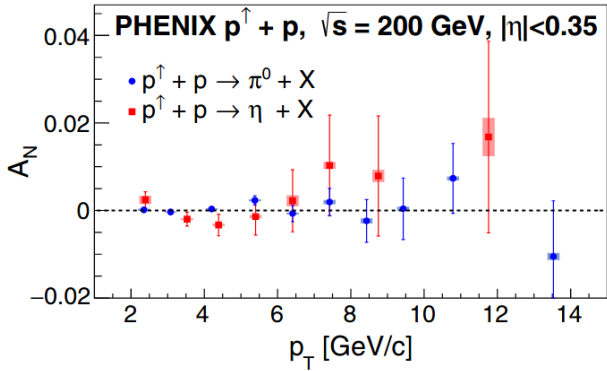 PHENIX p↑ + p, √s = 200 GeV, |η|<0.35
p↑ + p → π⁰ + X
p↑ + p → η + X
A_N
0.04
0.02
0
−0.02
2 4 6 8 10 12 14
p_T [GeV/c]